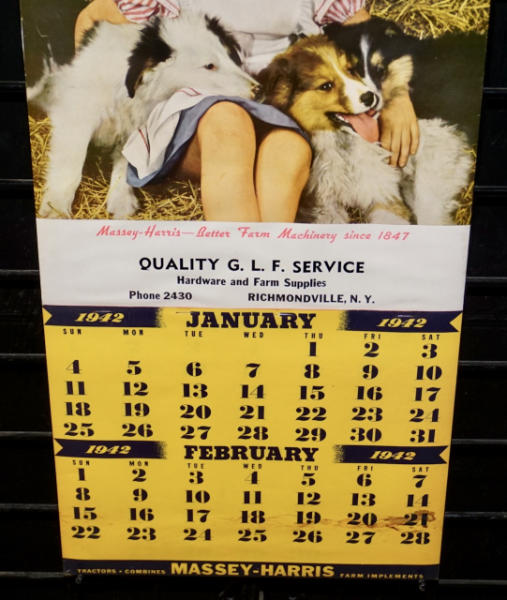 Massey-Harris—Better Farm Machinery since 1847
QUALITY G. L. F. SERVICE
Hardware and Farm Supplies
Phone 2430 RICHMONDVILLE, N. Y.
1942 JANUARY 1942
SUN MON TUE WED THU FRI SAT
1 2 3
4 5 6 7 8 9 10
11 12 13 14 15 16 17
18 19 20 21 22 23 24
25 26 27 28 29 30 31
1942 FEBRUARY 1942
SUN MON TUE WED THU FRI SAT
1 2 3 4 5 6 7
8 9 10 11 12 13 14
15 16 17 18 19 20 21
22 23 24 25 26 27 28
TRACTORS • COMBINES MASSEY-HARRIS FARM IMPLEMENTS